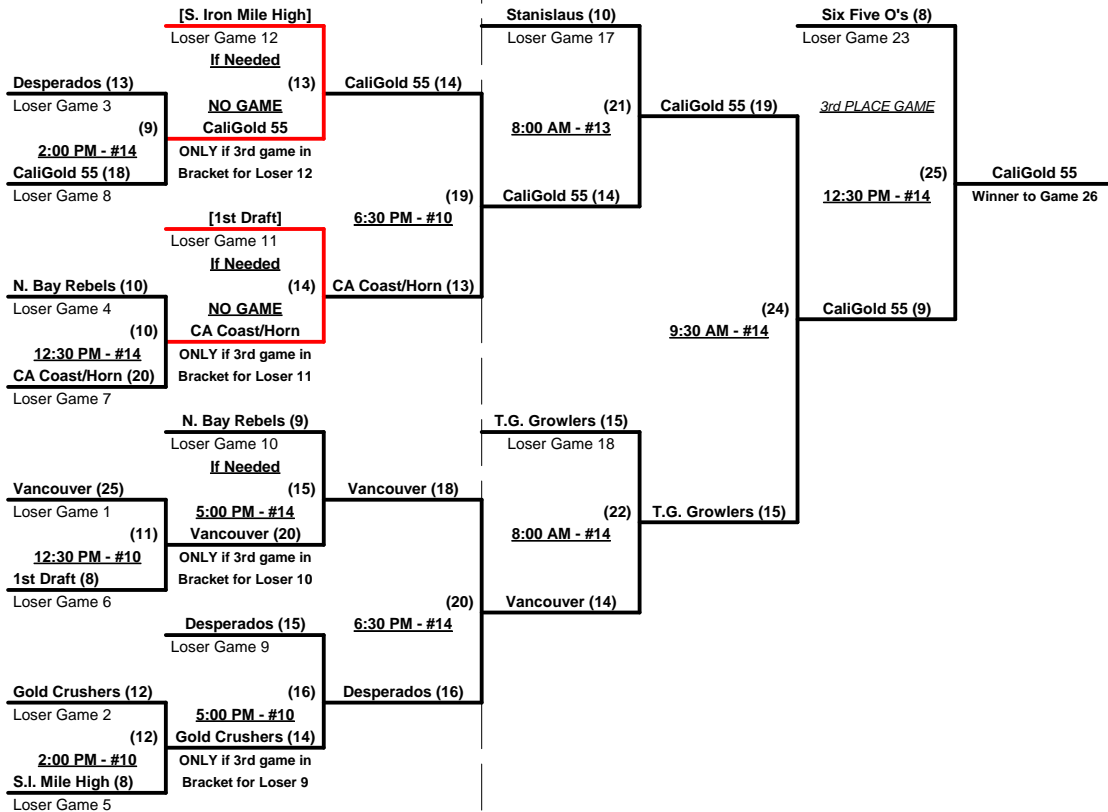 [S. Iron Mile High]
Loser Game 12
If Needed
(13)
NO GAME
CaliGold 55
ONLY if 3rd game in
Bracket for Loser 12
Desperados (13)
Loser Game 3
(9)
2:00 PM - #14
CaliGold 55 (18)
Loser Game 8
CaliGold 55 (14)
(19)
6:30 PM - #10
[1st Draft]
Loser Game 11
If Needed
(14)
NO GAME
CA Coast/Horn
ONLY if 3rd game in
Bracket for Loser 11
N. Bay Rebels (10)
Loser Game 4
(10)
12:30 PM - #14
CA Coast/Horn (20)
Loser Game 7
CA Coast/Horn (13)
N. Bay Rebels (9)
Loser Game 10
If Needed
(15)
5:00 PM - #14
Vancouver (20)
ONLY if 3rd game in
Bracket for Loser 10
Vancouver (25)
Loser Game 1
(11)
12:30 PM - #10
1st Draft (8)
Loser Game 6
Vancouver (18)
(20)
6:30 PM - #14
Desperados (15)
Loser Game 9
(16)
5:00 PM - #10
Gold Crushers (14)
ONLY if 3rd game in
Bracket for Loser 9
Gold Crushers (12)
Loser Game 2
(12)
2:00 PM - #10
S.I. Mile High (8)
Loser Game 5
Desperados (16)
Stanislaus (10)
Loser Game 17
(21)
8:00 AM - #13
CaliGold 55 (14)
CaliGold 55 (19)
(24)
9:30 AM - #14
T.G. Growlers (15)
Loser Game 18
(22)
8:00 AM - #14
Vancouver (14)
T.G. Growlers (15)
Six Five O's (8)
Loser Game 23
3rd PLACE GAME
(25)
12:30 PM - #14
CaliGold 55 (9)
CaliGold 55
Winner to Game 26